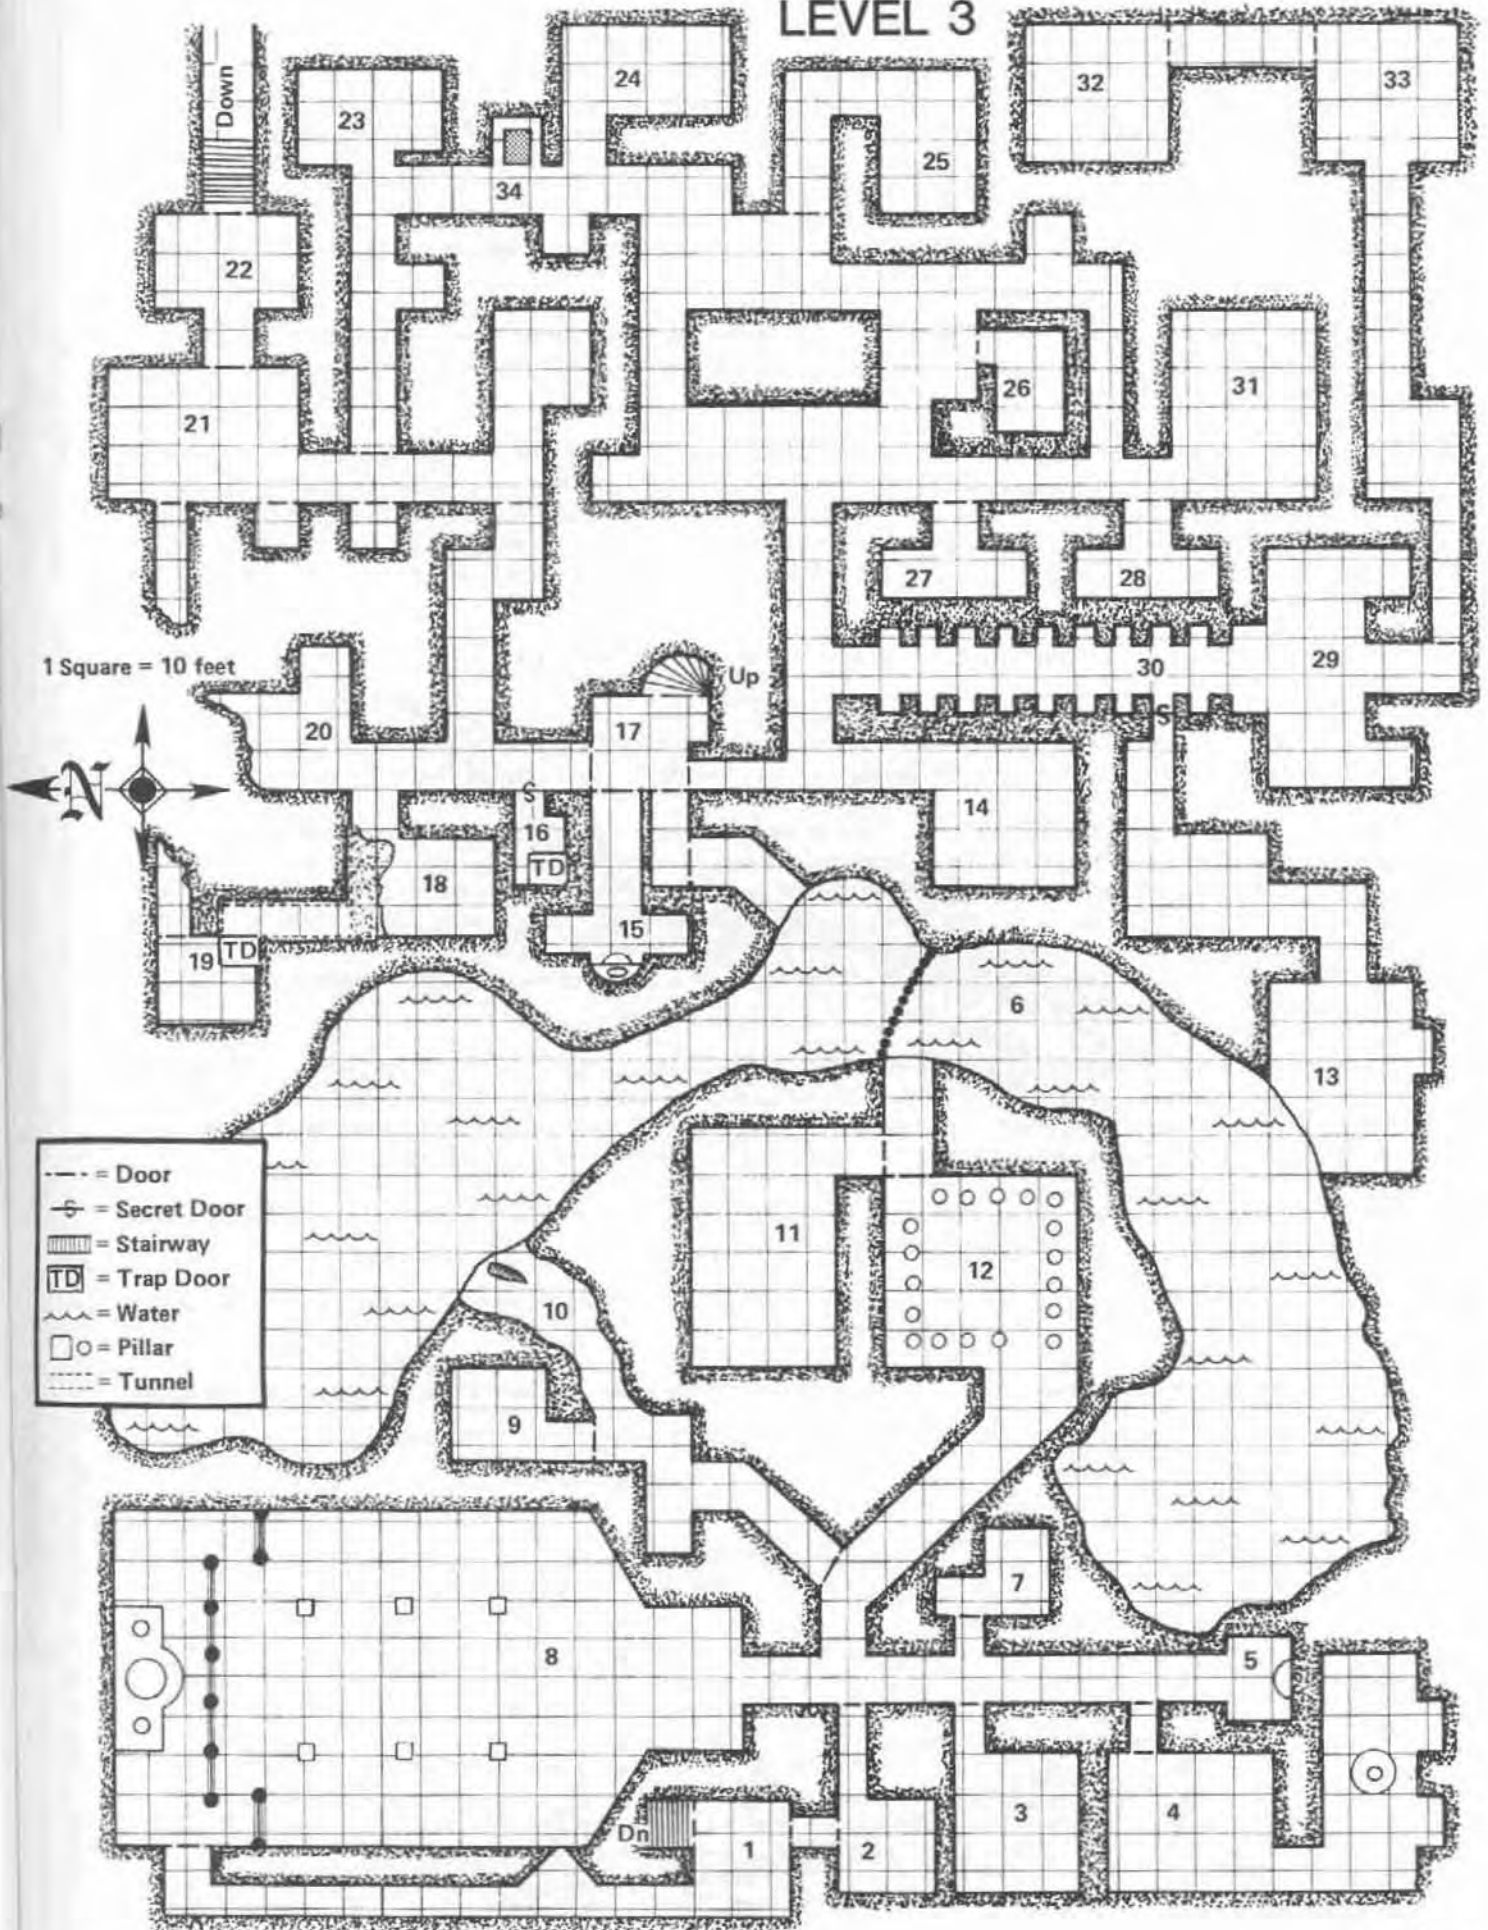 LEVEL 3
24
32
33
Down
23
25
34
22
26
31
21
27
28
1 Square = 10 feet
Up
30
29
20
17
S
S
N
16
14
TD
18
15
19
TD
6
13
= Door
S = Secret Door
= Stairway
TD = Trap Door
= Water
= Pillar
= Tunnel
11
12
10
9
7
8
5
Dn
1
2
3
4